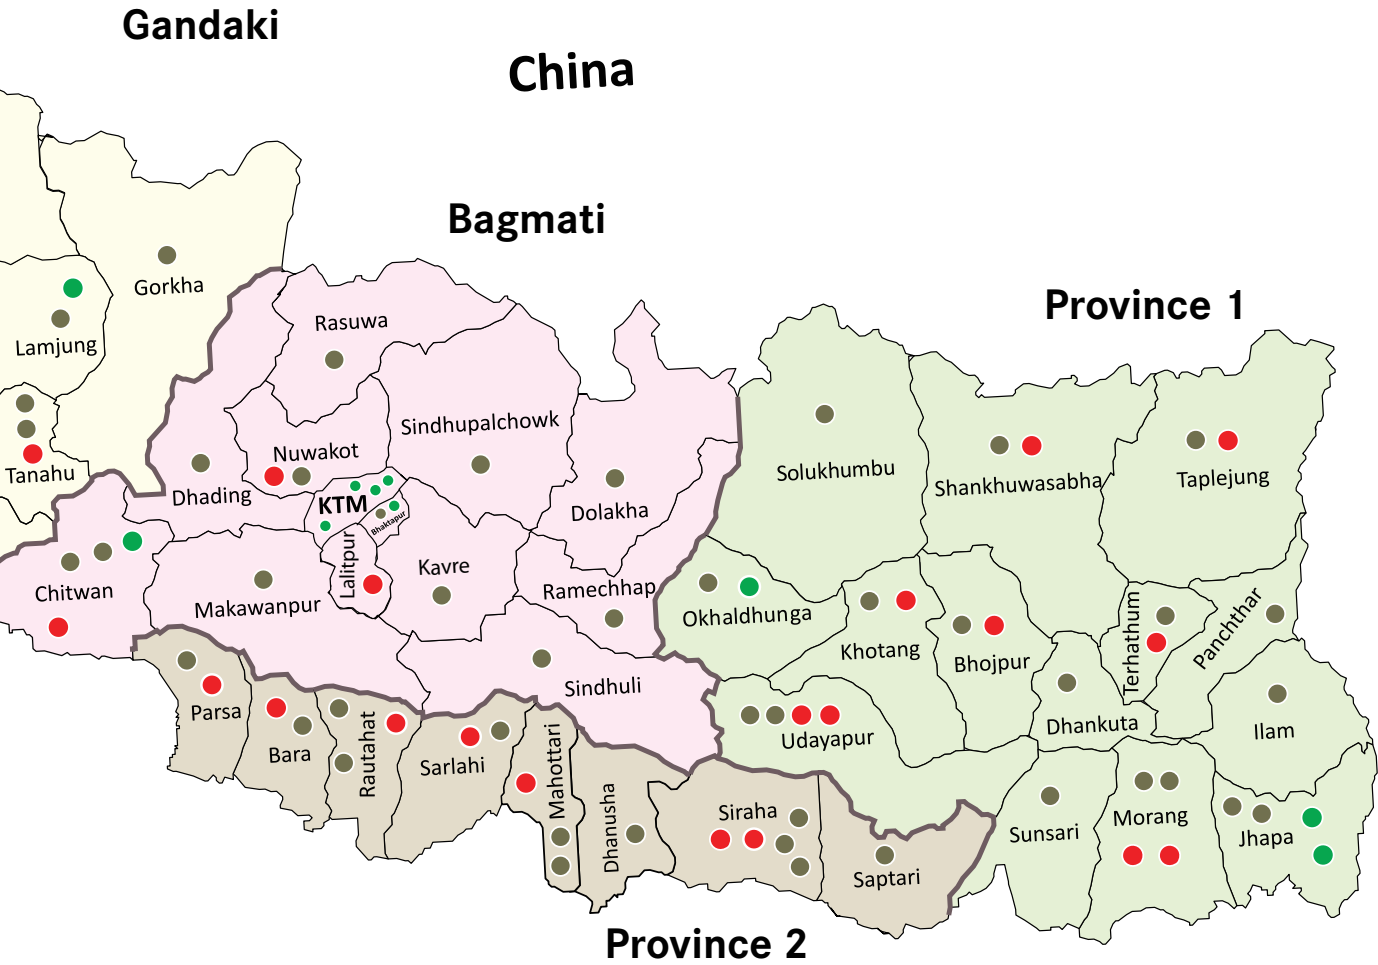 Gandaki
China
Bagmati
Province 1
Gorkha
Lamjung
Tanahu
Rasuwa
Nuwakot
Sindhupalchowk
Dhading
KTM
Bhaktapur
Dolakha
Solukhumbu
Shankhuwasabha
Taplejung
Chitwan
Makawanpur
Lalitpur
Kavre
Ramechhap
Okhaldhunga
Khotang
Bhojpur
Terhathum
Panchthar
Sindhuli
Dhankuta
Ilam
Udayapur
Parsa
Bara
Rautahat
Sarlahi
Mahottari
Dhanusha
Siraha
Saptari
Sunsari
Morang
Jhapa
Province 2